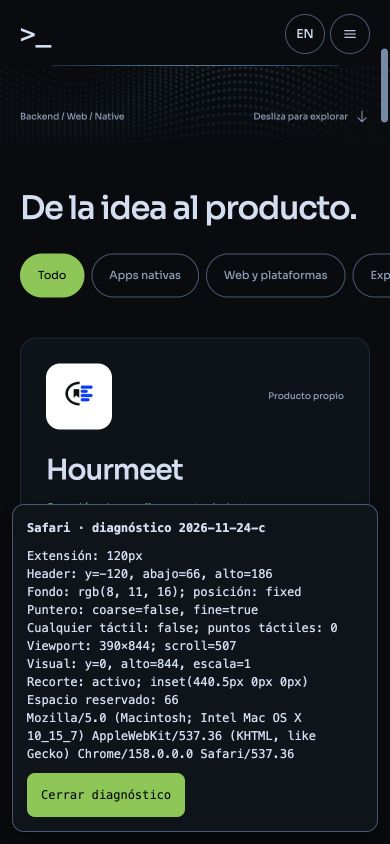 >_
EN
Backend / Web / Native
Desliza para explorar ↓
De la idea al producto.
Todo
Apps nativas
Web y plataformas
Exp
Producto propio
Hourmeet
Safari · diagnóstico 2026-11-24-c
Extensión: 120px
Header: y=-120, abajo=66, alto=186
Fondo: rgb(8, 11, 16); posición: fixed
Puntero: coarse=false, fine=true
Cualquier táctil: false; puntos táctiles: 0
Viewport: 390×844; scroll=507
Visual: y=0, alto=844, escala=1
Recorte: activo; inset(440.5px 0px 0px)
Espacio reservado: 66
Mozilla/5.0 (Macintosh; Intel Mac OS X
10_15_7) AppleWebKit/537.36 (KHTML, like
Gecko) Chrome/158.0.0.0 Safari/537.36
Cerrar diagnóstico